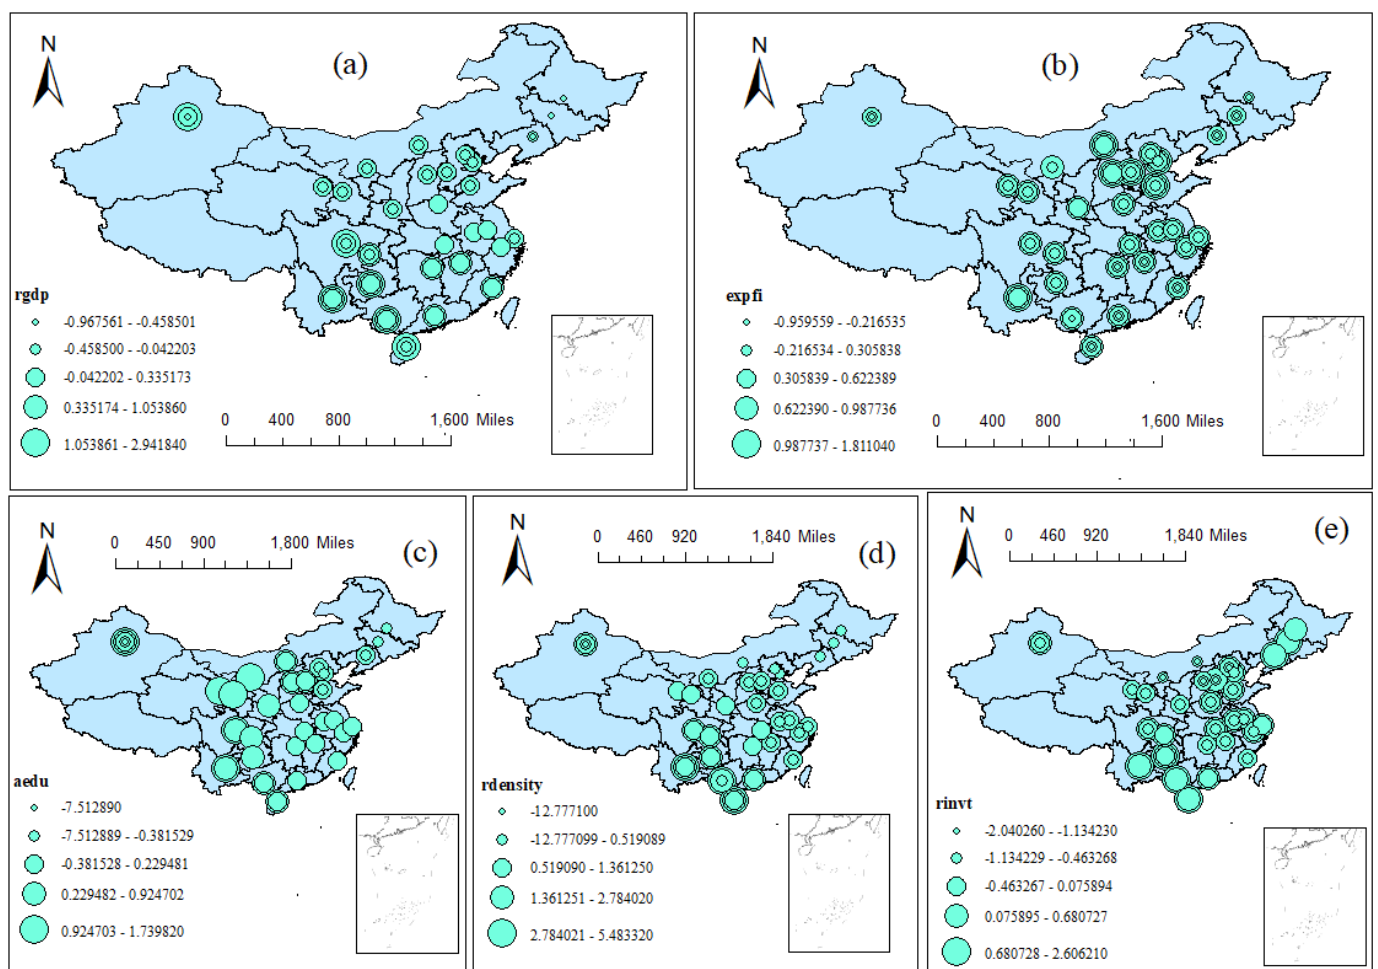 N
(a)
rgdp
-0.967561 - -0.458501
-0.458500 - -0.042203
-0.042202 - 0.335173
0.335174 - 1.053860
1.053861 - 2.941840
0 400 800 1,600 Miles
N
(b)
expfi
-0.959559 - -0.216535
-0.216534 - 0.305838
0.305839 - 0.622389
0.622390 - 0.987736
0.987737 - 1.811040
0 400 800 1,600 Miles
N
0 450 900 1,800 Miles
(c)
aedu
-7.512890
-7.512889 - -0.381529
-0.381528 - 0.229481
0.229482 - 0.924702
0.924703 - 1.739820
N
0 460 920 1,840 Miles
(d)
rdensity
-12.777100
-12.777099 - 0.519089
0.519090 - 1.361250
1.361251 - 2.784020
2.784021 - 5.483320
N
0 460 920 1,840 Miles
(e)
rinvt
-2.040260 - -1.134230
-1.134229 - -0.463268
-0.463267 - 0.075894
0.075895 - 0.680727
0.680728 - 2.606210